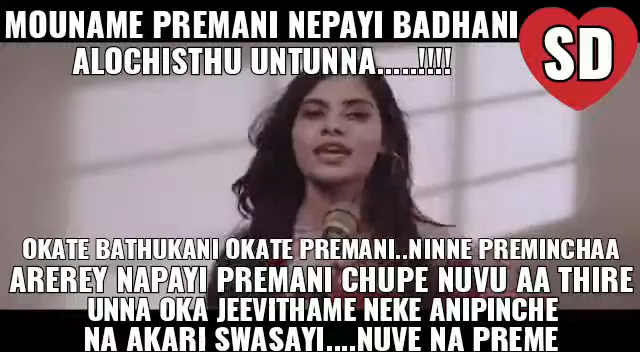 MOUNAME PREMANI NEPAYI BADHANI
SD
ALOCHISTHU UNTUNNA.....!!!!
OKATE BATHUKANI OKATE PREMANI..NINNE PREMINCHAA
AREREY NAPAYI PREMANI CHUPE NUVU AA THIRE
UNNA OKA JEEVITHAME NEKE ANIPINCHE
NA AKARI SWASAYI....NUVE NA PREME